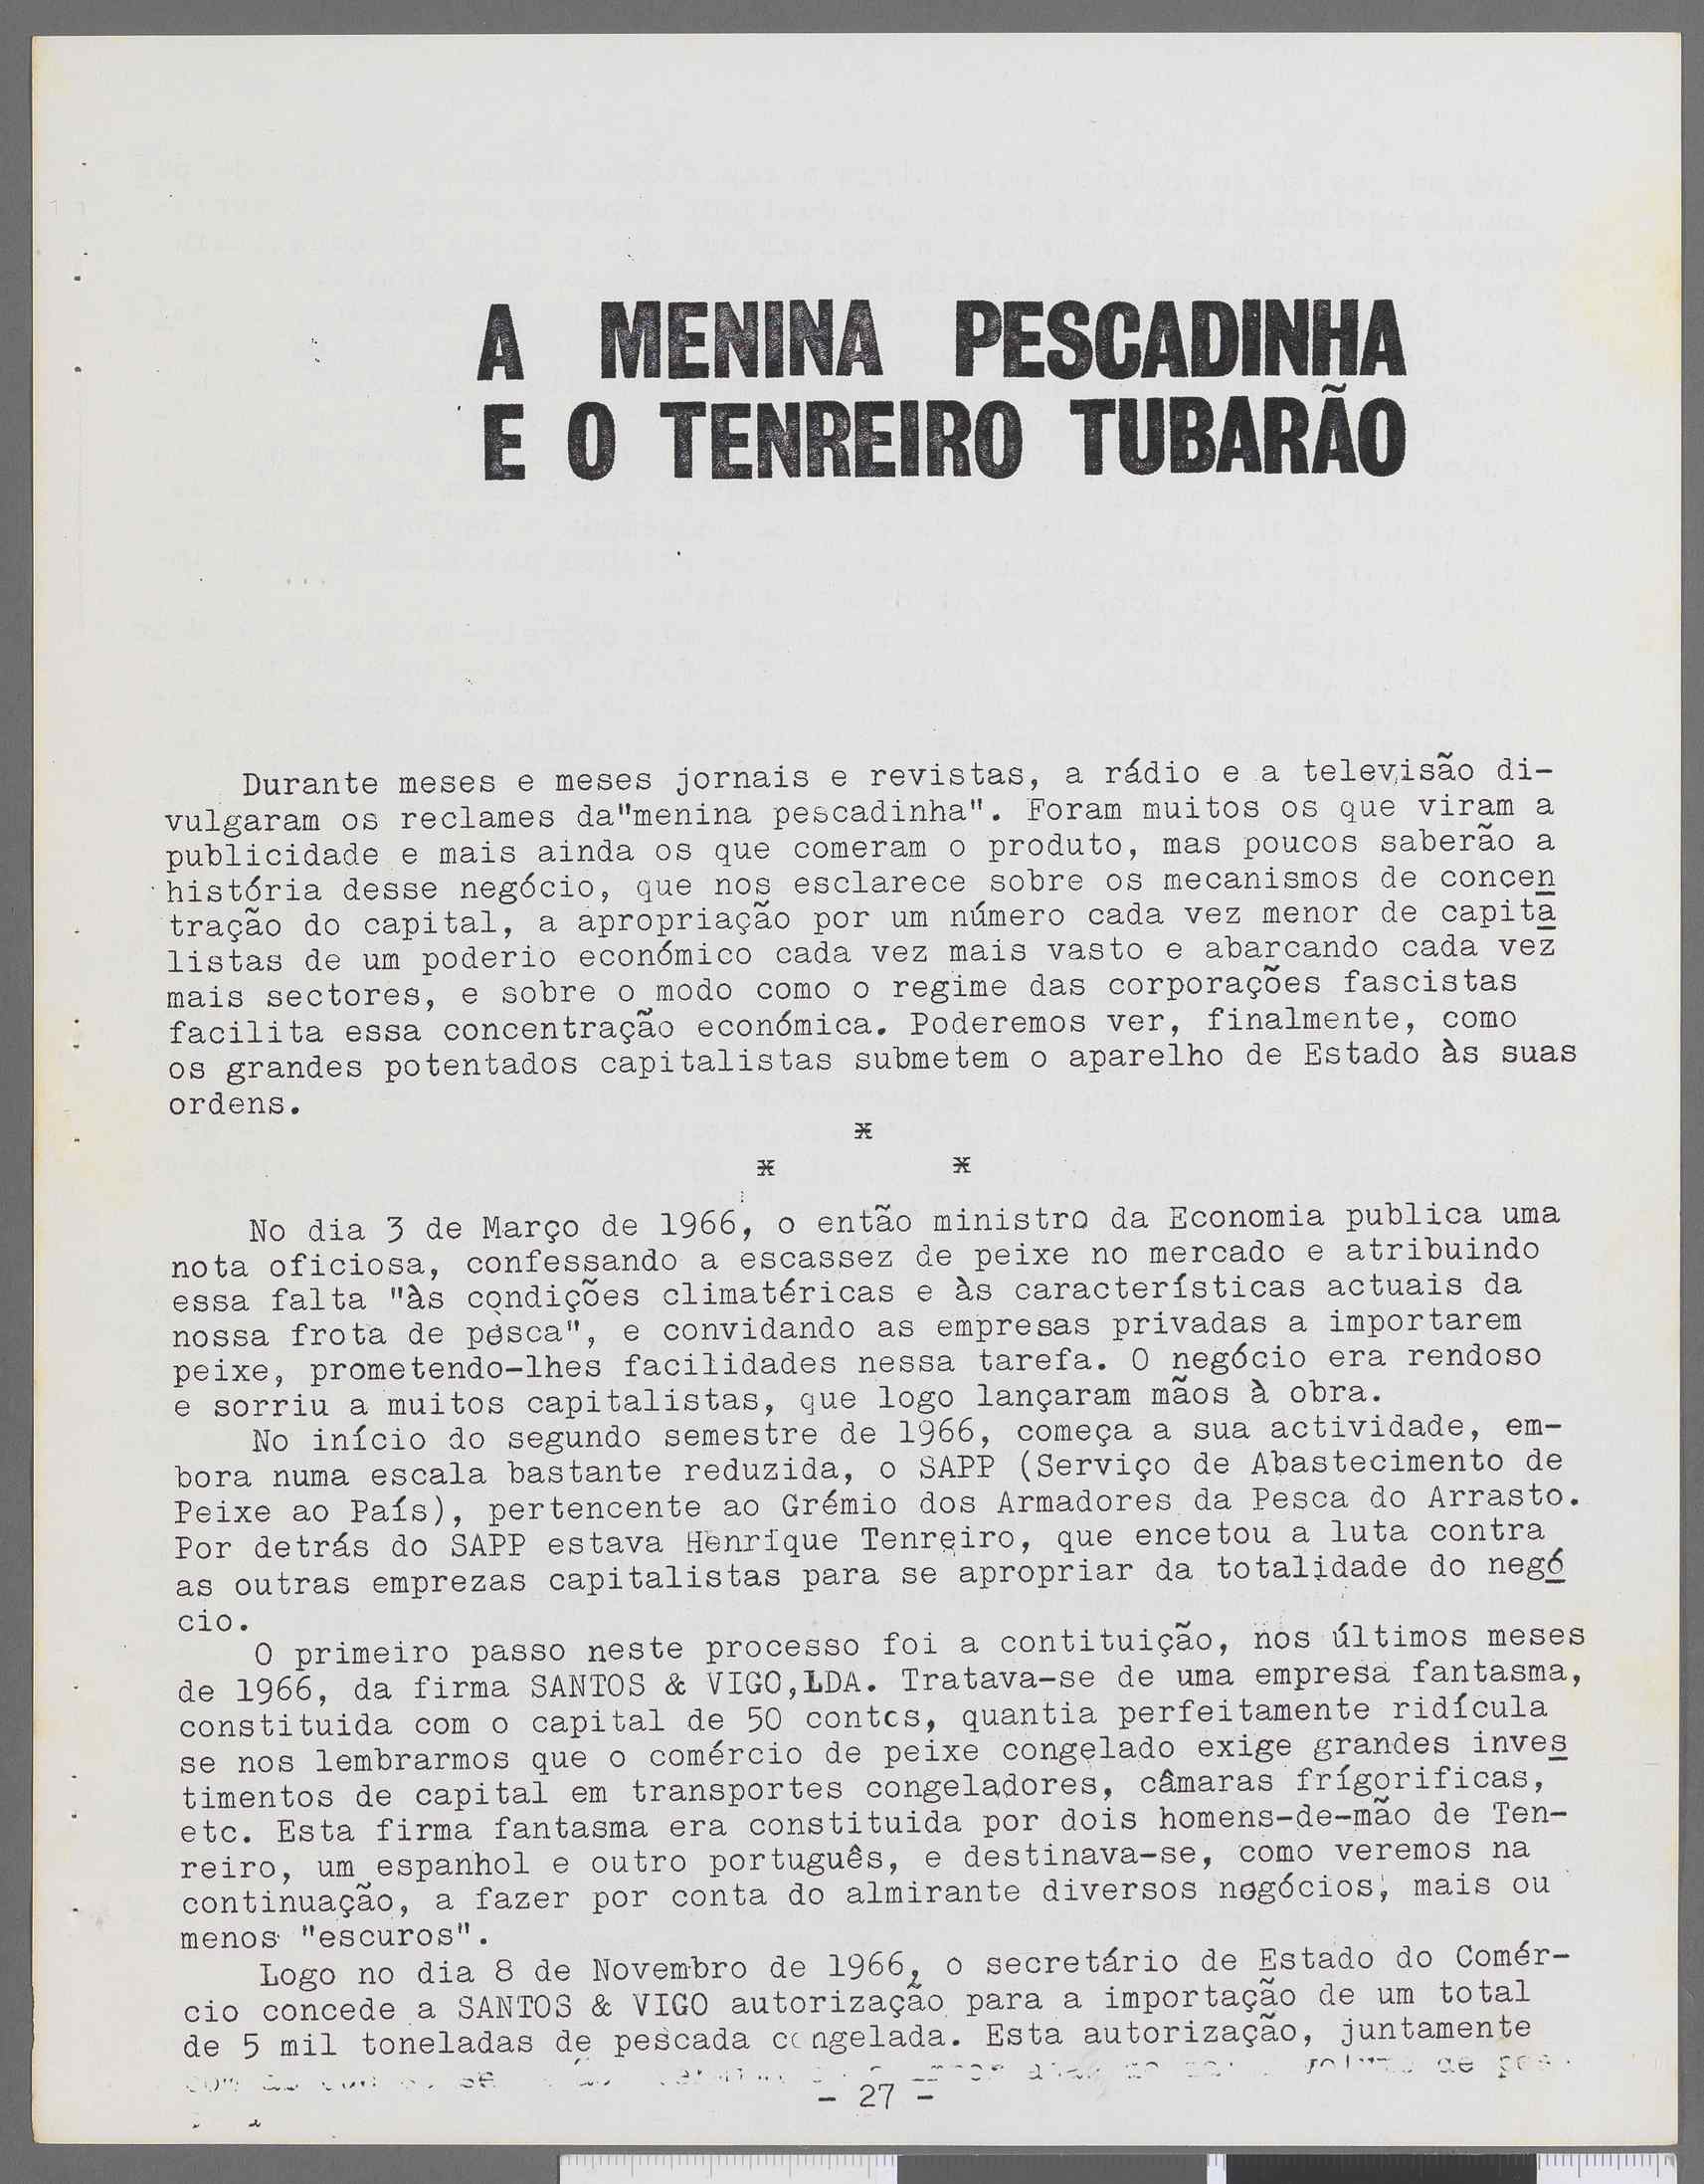 A MENINA PESCADINHA
E O TENREIRO TUBARÃO
Durante meses e meses jornais e revistas, a rádio e a televisão di-
vulgaram os reclames da"menina pescadinha". Foram muitos os que viram a
publicidade e mais ainda os que comeram o produto, mas poucos saberão a
história desse negócio, que nos esclarece sobre os mecanismos de concen
tração do capital, a apropriação por um número cada vez menor de capita
listas de um poderio económico cada vez mais vasto e abarcando cada vez
mais sectores, e sobre o modo como o regime das corporações fascistas
facilita essa concentração económica. Poderemos ver, finalmente, como
os grandes potentados capitalistas submetem o aparelho de Estado às suas
ordens.
*
* *
No dia 3 de Março de 1966, o então ministro da Economia publica uma
nota oficiosa, confessando a escassez de peixe no mercado e atribuindo
essa falta "às condições climatéricas e às características actuais da
nossa frota de pesca", e convidando as empresas privadas a importarem
peixe, prometendo-lhes facilidades nessa tarefa. O negócio era rendoso
e sorriu a muitos capitalistas, que logo lançaram mãos à obra.
No início do segundo semestre de 1966, começa a sua actividade, em-
bora numa escala bastante reduzida, o SAPP (Serviço de Abastecimento de
Peixe ao País), pertencente ao Grémio dos Armadores da Pesca do Arrasto.
Por detrás do SAPP estava Henrique Tenreiro, que encetou a luta contra
as outras emprezas capitalistas para se apropriar da totalidade do negó
cio.
O primeiro passo neste processo foi a contituição, nos últimos meses
de 1966, da firma SANTOS & VIGO,LDA. Tratava-se de uma empresa fantasma,
constituida com o capital de 50 contos, quantia perfeitamente ridícula
se nos lembrarmos que o comércio de peixe congelado exige grandes inves
timentos de capital em transportes congeladores, câmaras frígorificas,
etc. Esta firma fantasma era constituida por dois homens-de-mão de Ten-
reiro, um espanhol e outro português, e destinava-se, como veremos na
continuação, a fazer por conta do almirante diversos negócios, mais ou
menos "escuros".
Logo no dia 8 de Novembro de 1966, o secretário de Estado do Comér-
cio concede a SANTOS & VIGO autorização para a importação de um total
de 5 mil toneladas de pescada congelada. Esta autorização, juntamente
- 27 -